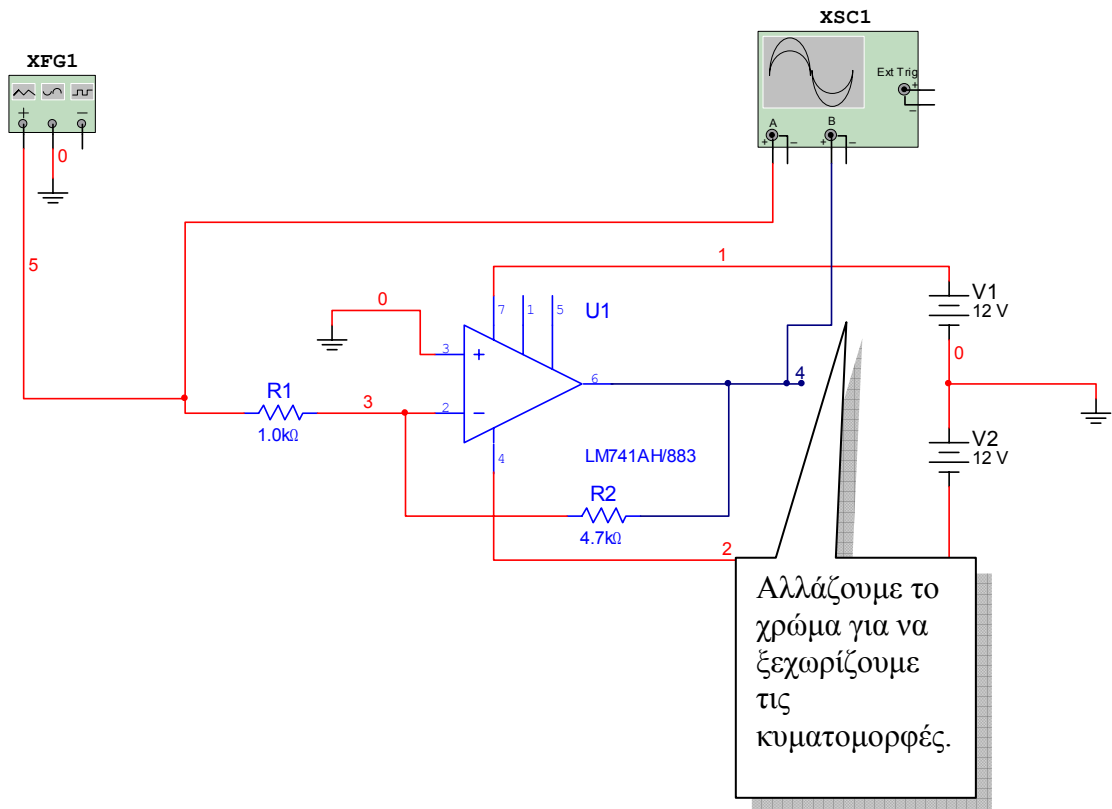 XSC1
XFG1
Ext Trig
+
−
A
B
+
−
+
−
+
−
0
5
1
0
7
1
5
U1
V1
12 V
3
+
0
6
4
R1
1.0kΩ
3
2
−
4
LM741AH/883
V2
12 V
R2
4.7kΩ
2
Αλλάζουμε το
χρώμα για να
ξεχωρίζουμε
τις
κυματομορφές.